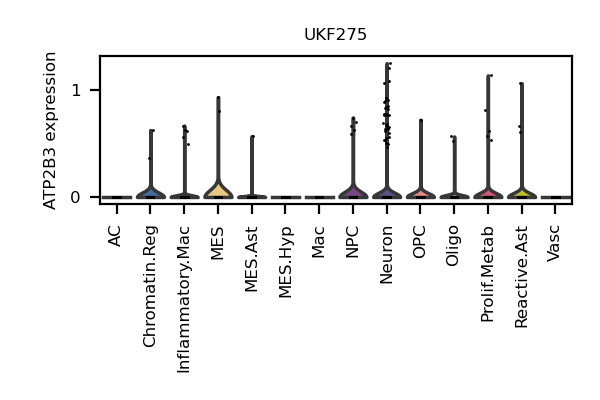 UKF275
ATP2B3 expression
1
0
AC
Chromatin.Reg
Inflammatory.Mac
MES
MES.Ast
MES.Hyp
Mac
NPC
Neuron
OPC
Oligo
Prolif.Metab
Reactive.Ast
Vasc